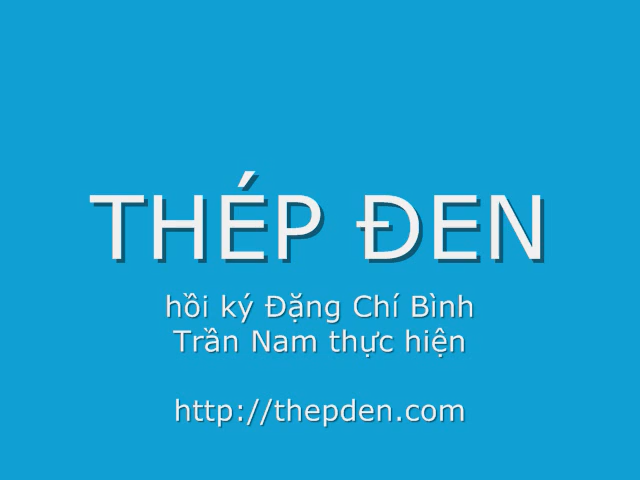 THÉP ĐEN
hồi ký Đặng Chí Bình
Trần Nam thực hiện
http://thepden.com